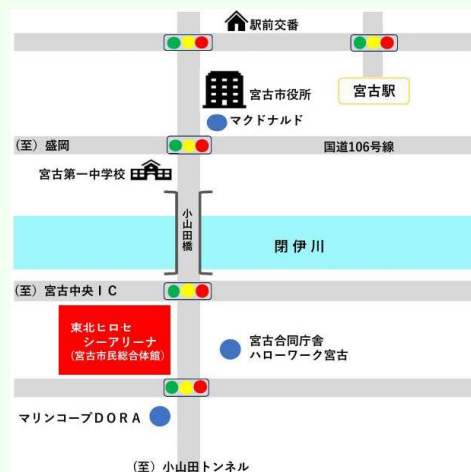 駅前交番
宮古市役所
宮古駅
マクドナルド
(至)盛岡
国道106号線
宮古第一中学校
小山田橋
閉伊川
(至)宮古中央IC
東北ヒロセ
シーアリーナ
(宮古市民総合体館)
宮古合同庁舎
ハローワーク宮古
マリンコープDORA
(至)小山田トンネル